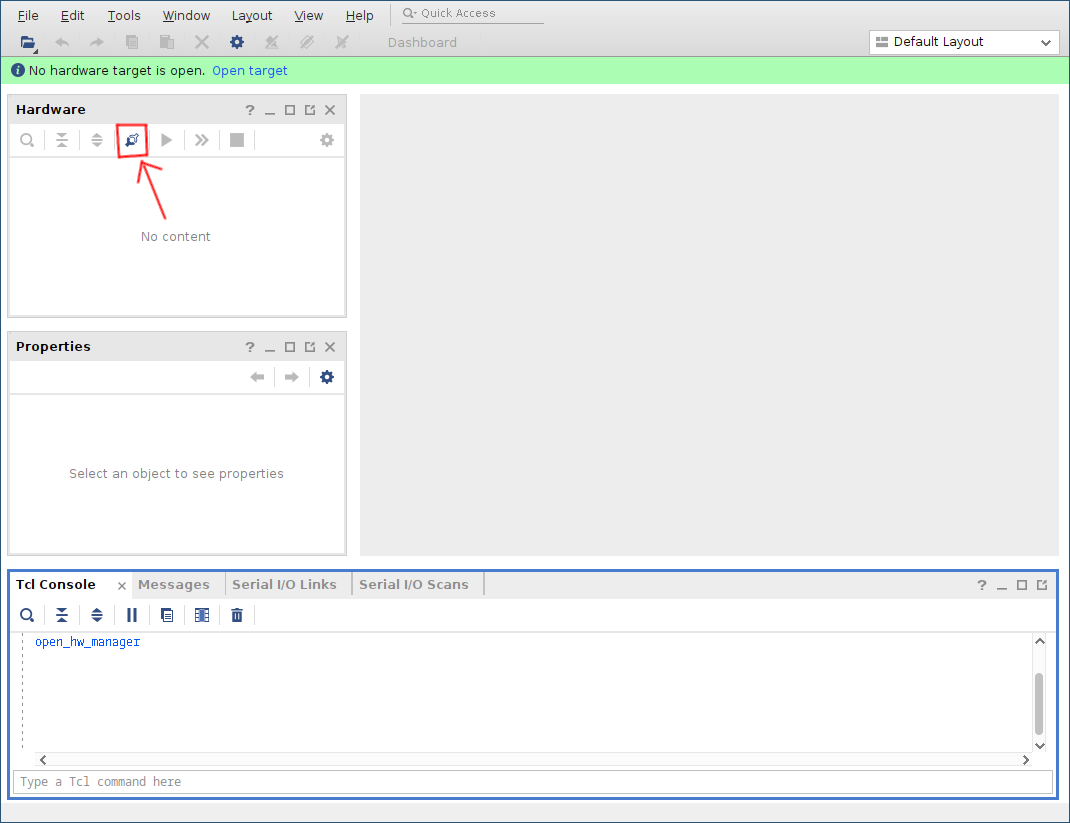 File Edit Tools Window Layout View Help Quick Access
Dashboard Default Layout
No hardware target is open. Open target
Hardware
No content
Properties
Select an object to see properties
Tcl Console Messages Serial I/O Links Serial I/O Scans
open_hw_manager
Type a Tcl command here